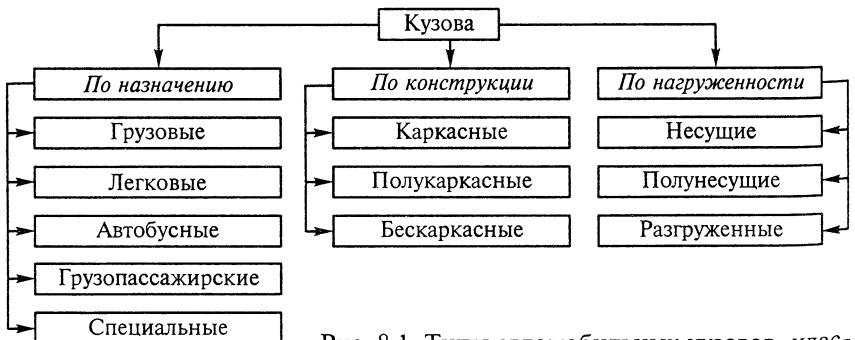 Кузова
По назначению
Грузовые
Легковые
Автобусные
Грузопассажирские
Специальные
По конструкции
Каркасные
Полукаркасные
Бескаркасные
По нагруженности
Несущие
Полунесущие
Разгруженные